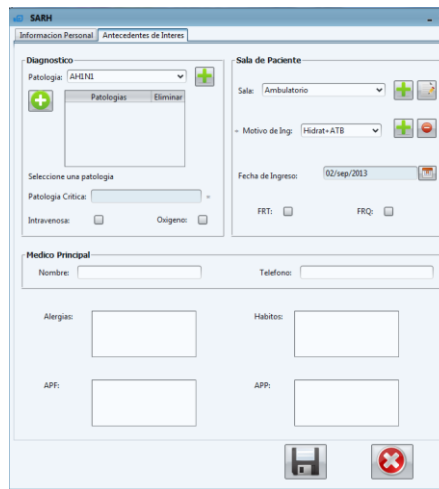 SARH
Informacion Personal
Antecedentes de Interes
Diagnostico
Patologia: AH1N1
Patologias Eliminar
Seleccione una patologia
Patologia Critica:
Intravenosa: Oxigeno:
Sala de Paciente
Sala: Ambulatorio
Motivo de Ing: Hidrat+ATB
Fecha de Ingreso: 02/sep/2013
FRT: FRQ:
Medico Principal
Nombre: Telefono:
Alergias: Habitos:
APF: APP: